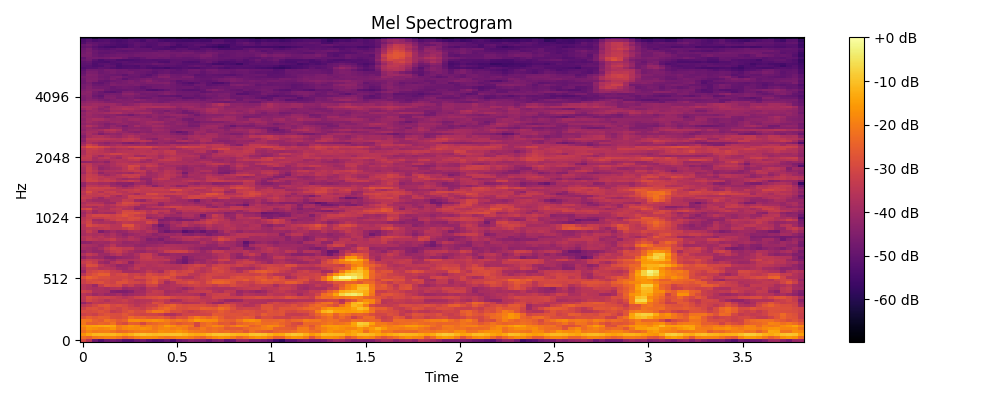 Mel Spectrogram
+0 dB
4096
-10 dB
-20 dB
2048
-30 dB
Hz
1024
-40 dB
-50 dB
512
-60 dB
0
0 0.5 1 1.5 2 2.5 3 3.5
Time